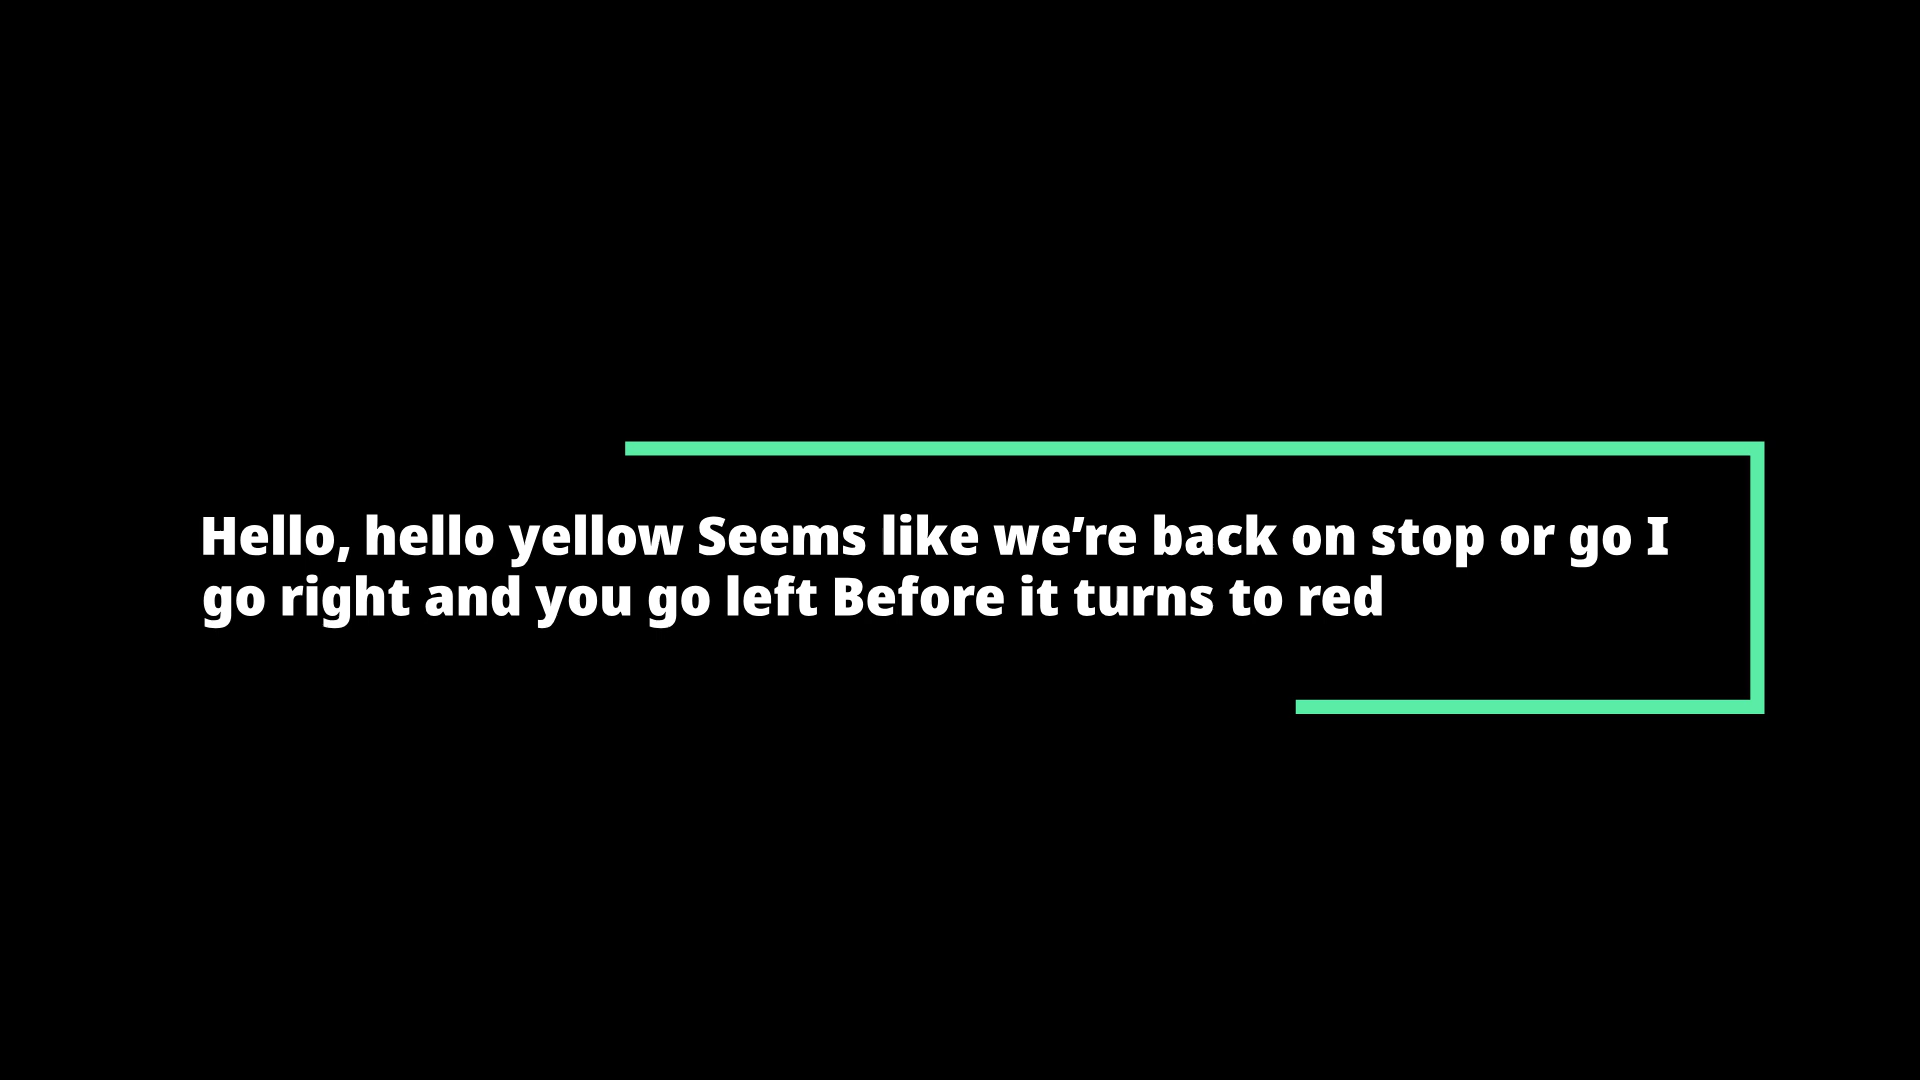 Hello, hello yellow Seems like we’re back on stop or go I
go right and you go left Before it turns to red